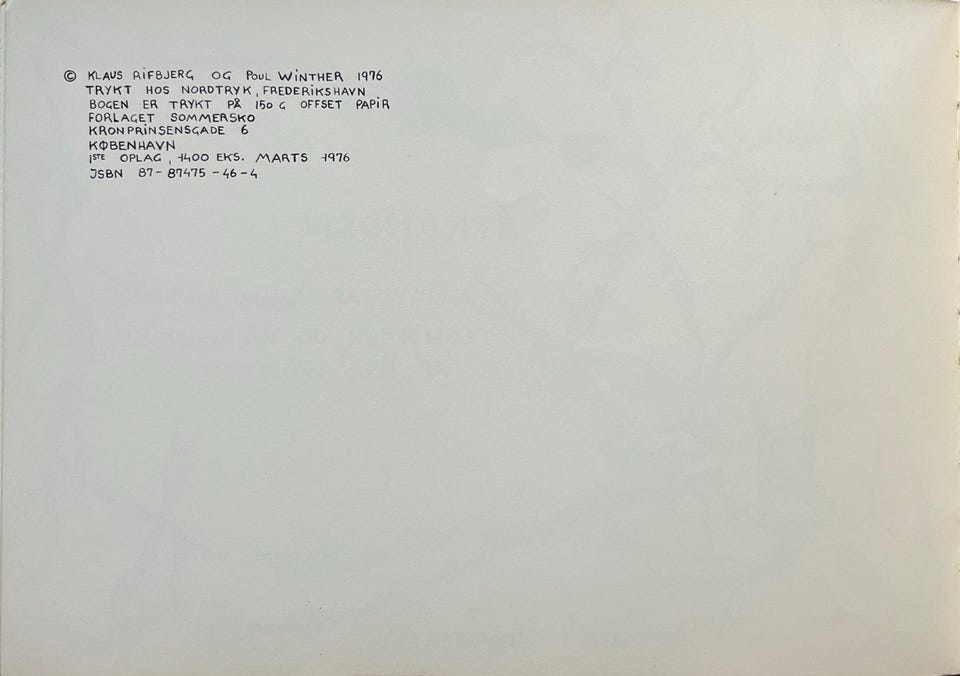 © KLAUS RIFBJERG OG POUL WINTHER 1976
TRYKT HOS NORDTRYK, FREDERIKSHAVN
BOGEN ER TRYKT PÅ 150 G OFFSET PAPIR
FORLAGET SOMMERSKO
KRONPRINSENSGADE 6
KØBENHAVN
1STE OPLAG, 1400 EKS. MARTS 1976
ISBN 87-87475-46-4